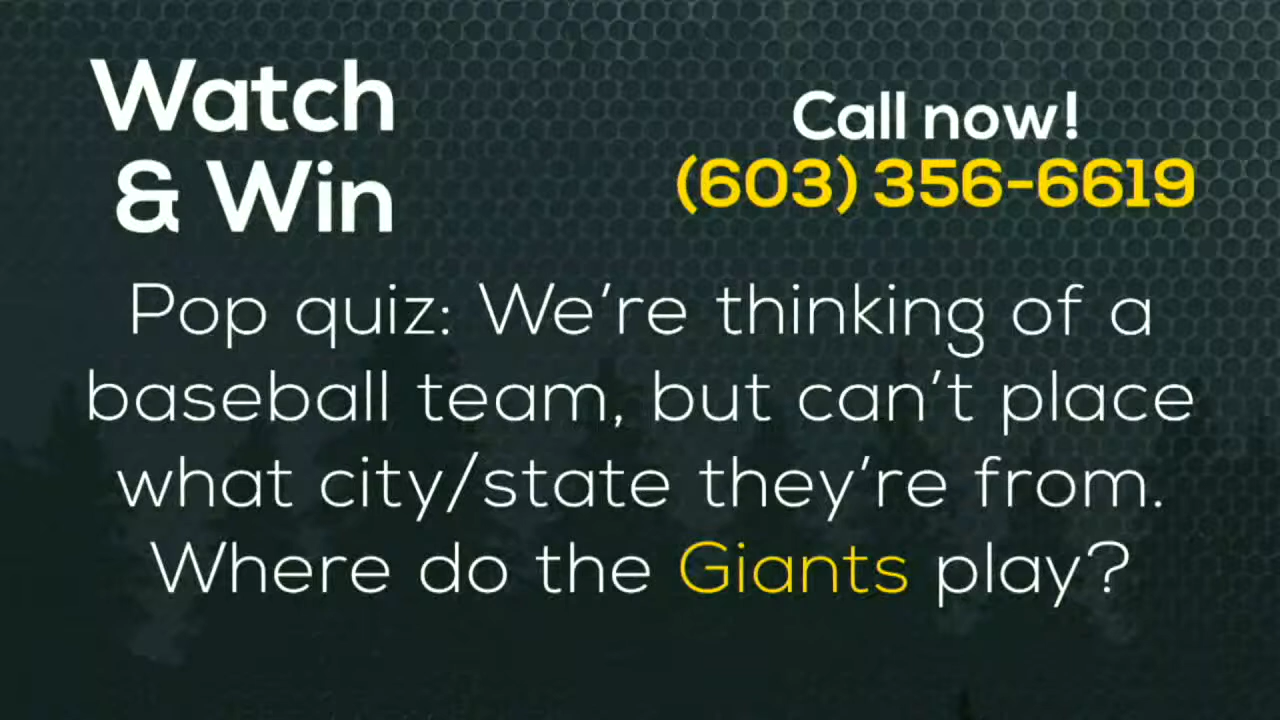 Watch
& Win
Call now!
(603) 356-6619
Pop quiz: We're thinking of a
baseball team, but can't place
what city/state they're from.
Where do the Giants play?